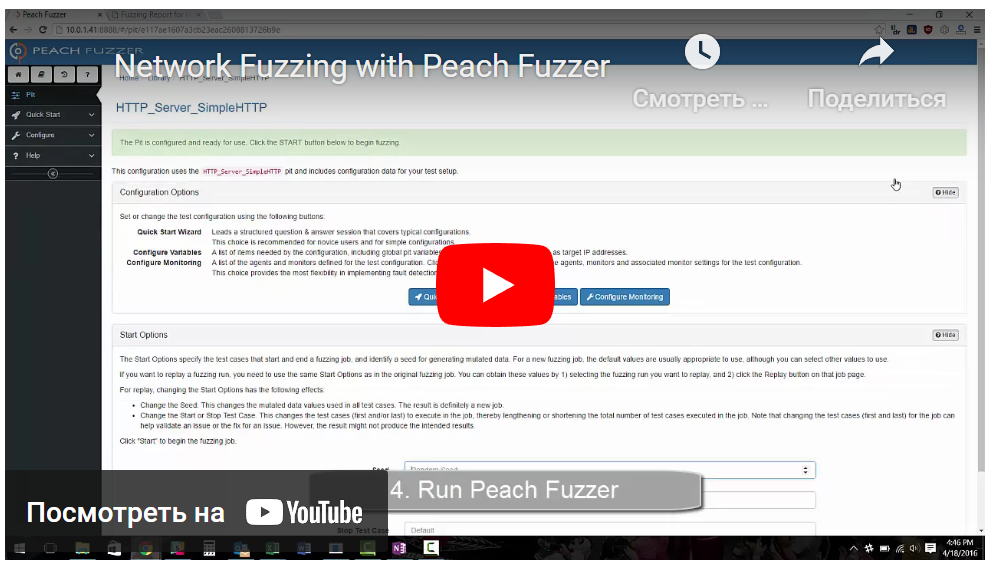 Peach Fuzzer
Fuzzing Report for
10.0.1.41:8888/#/pit/e117ae1607a3cb23eac2608813726b9e
PEACH FUZZER
Network Fuzzing with Peach Fuzzer
Home Library HTTP_Server_SimpleHTTP
Смотреть ...
Поделиться
Pit
Quick Start
Configure
Help
HTTP_Server_SimpleHTTP
The Pit is configured and ready for use. Click the START button below to begin fuzzing.
This configuration uses the HTTP_Server_SimpleHTTP pit and includes configuration data for your test setup.
Configuration Options
Hide
Set or change the test configuration using the following buttons:
Quick Start Wizard Leads a structured question & answer session that covers typical configurations.
This choice is recommended for novice users and for simple configurations.
Configure Variables A list of items needed by the configuration, including global pit variables as target IP addresses.
Configure Monitoring A list of the agents and monitors defined for the test configuration. agents, monitors and associated monitor settings for the test configuration.
This choice provides the most flexibility in implementing fault
Configure Monitoring
Start Options
Hide
The Start Options specify the test cases that start and end a fuzzing job, and identify a seed for generating mutated data. For a new fuzzing job, the default values are usually appropriate to use, although you can select other values to use.
If you want to replay a fuzzing run, you need to use the same Start Options as in the original fuzzing job. You can obtain these values by 1) selecting the fuzzing run you want to replay, and 2) click the Replay button on that job page.
For replay, changing the Start Options has the following effects:
• Change the Seed. This changes the mutated data values used in all test cases. The result is definitely a new job.
• Change the Start or Stop Test Case. This changes the test cases (first and/or last) to execute in the job, thereby lengthening or shortening the total number of test cases executed in the job. Note that changing the test cases (first and last) for the job can
help validate an issue or the fix for an issue. However, the result might not produce the intended results.
Click "Start" to begin the fuzzing job.
Seed Random Seed
4. Run Peach Fuzzer
Посмотреть на YouTube
Stop Test Case Default
4:46 PM
4/18/2016